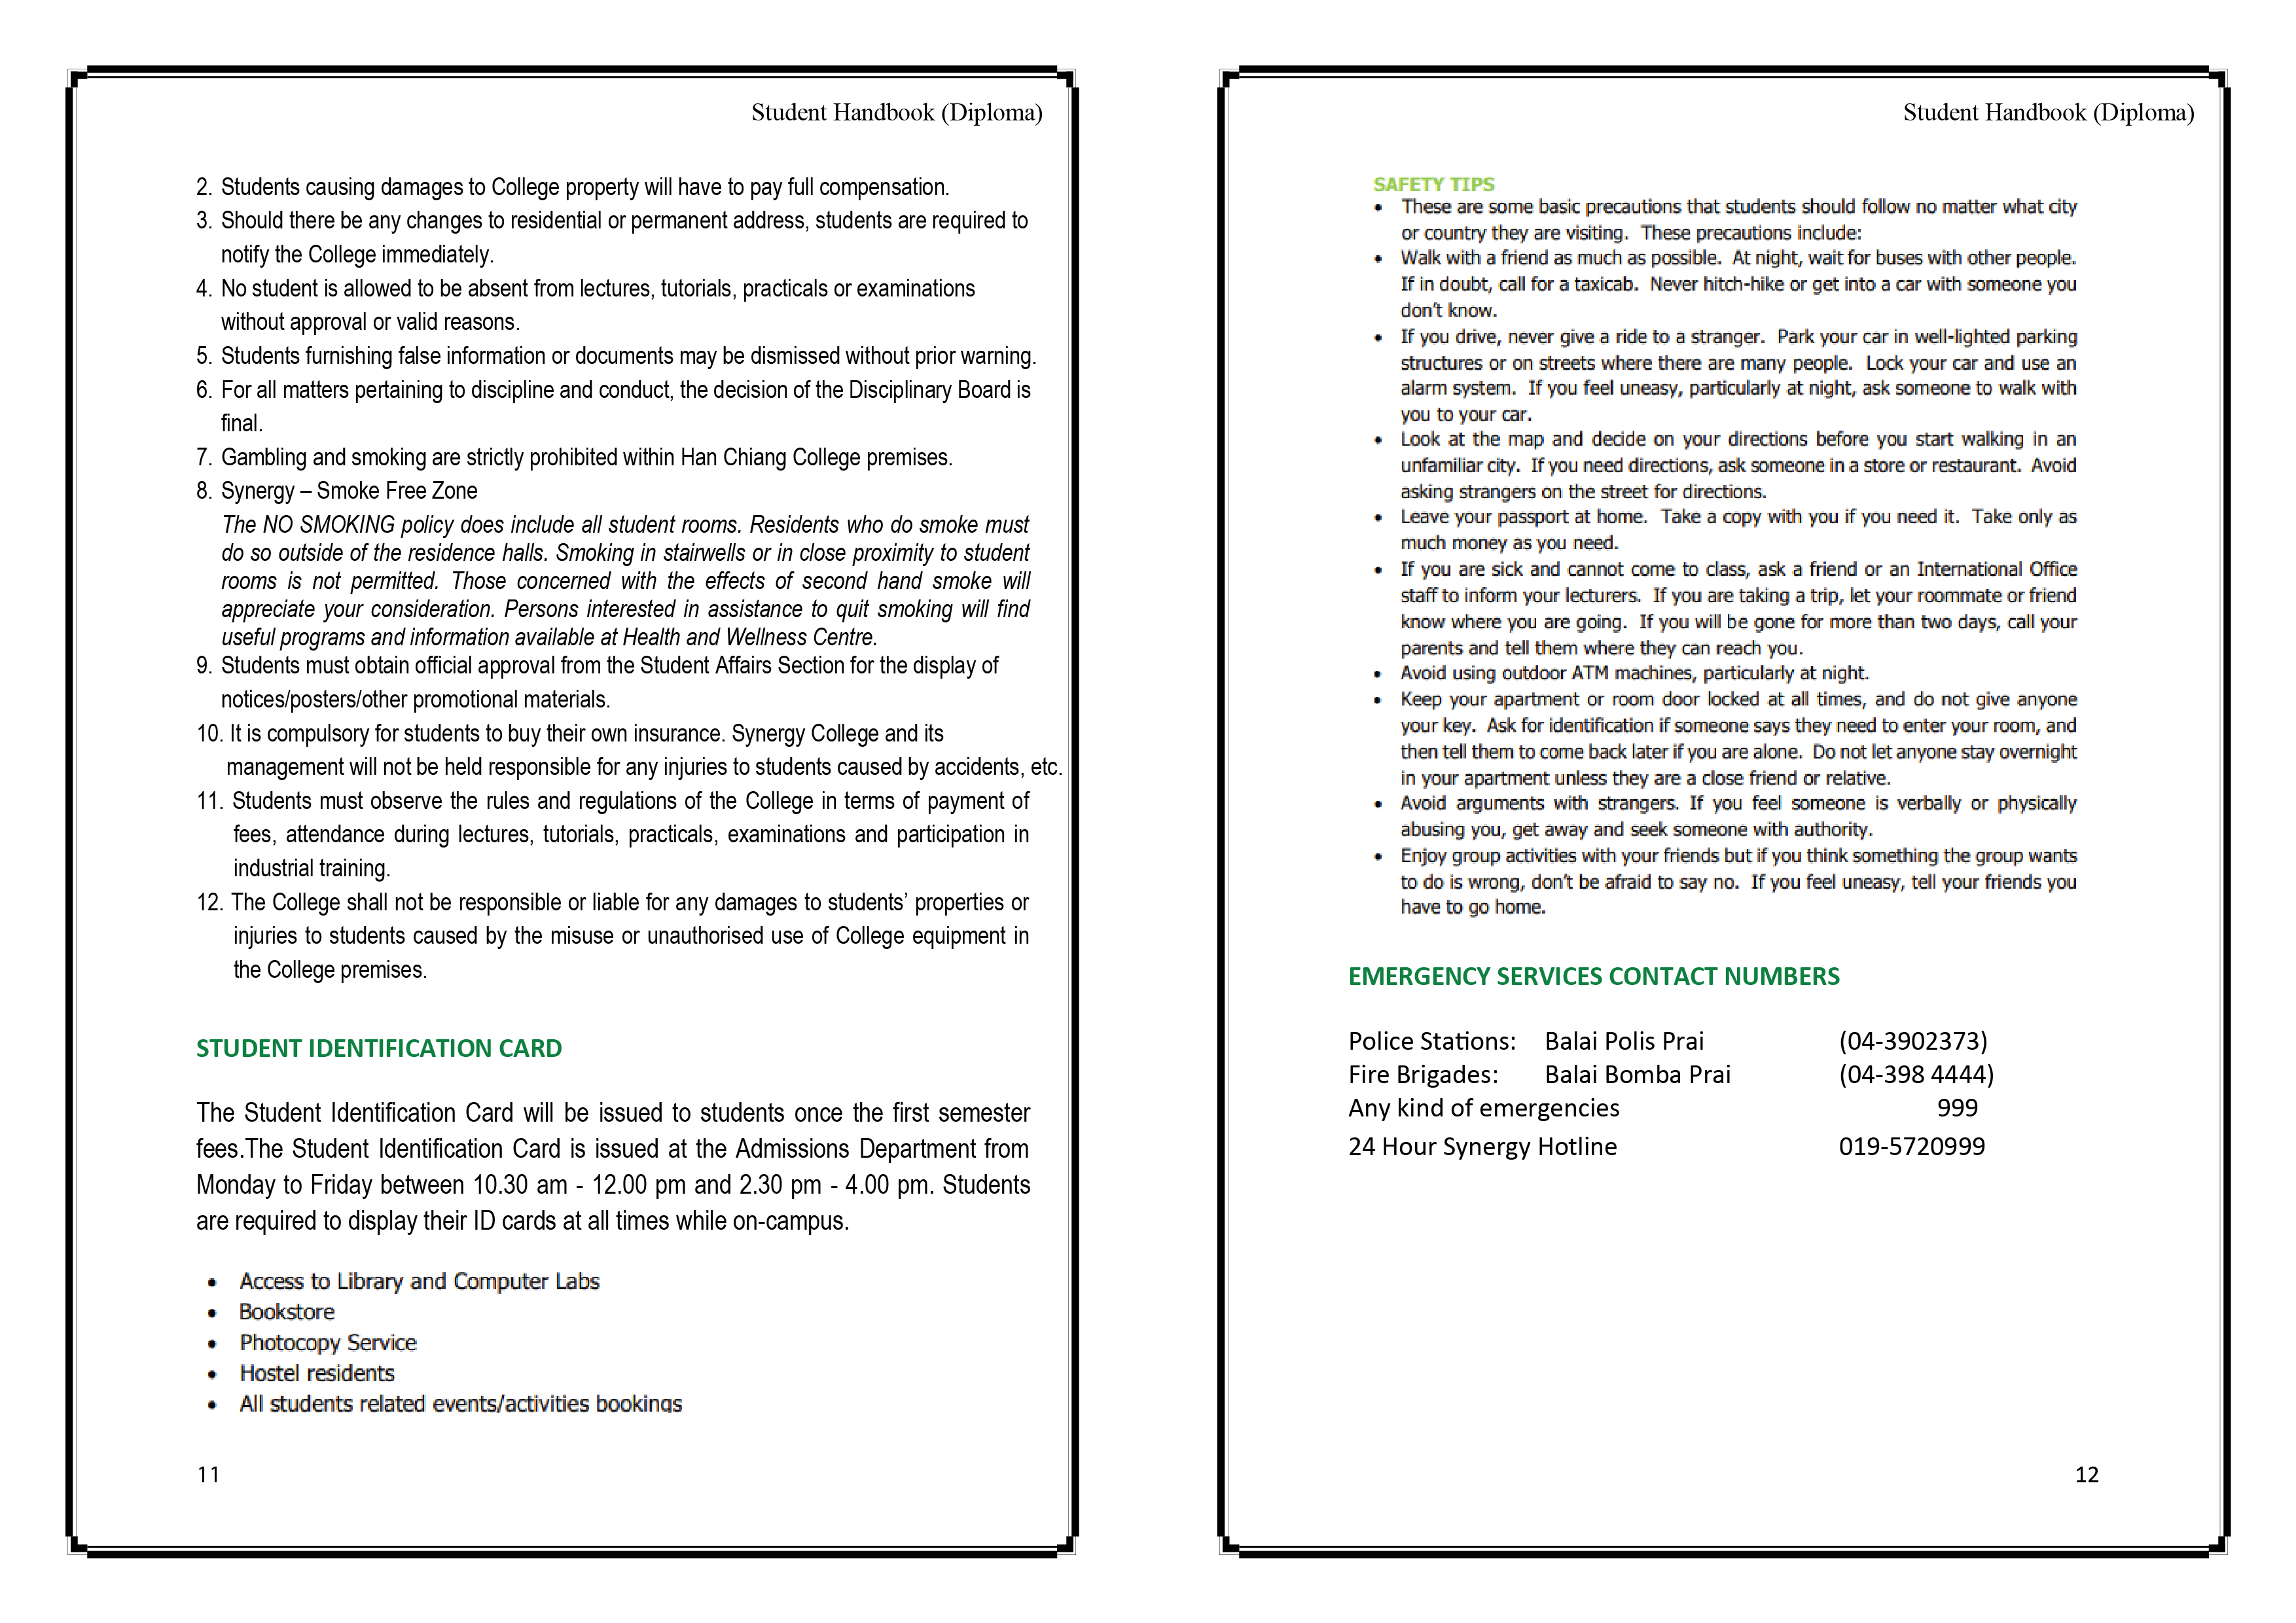 Student Handbook (Diploma)
2. Students causing damages to College property will have to pay full compensation.
3. Should there be any changes to residential or permanent address, students are required to
notify the College immediately.
4. No student is allowed to be absent from lectures, tutorials, practicals or examinations
without approval or valid reasons.
5. Students furnishing false information or documents may be dismissed without prior warning.
6. For all matters pertaining to discipline and conduct, the decision of the Disciplinary Board is
final.
7. Gambling and smoking are strictly prohibited within Han Chiang College premises.
8. Synergy – Smoke Free Zone
The NO SMOKING policy does include all student rooms. Residents who do smoke must
do so outside of the residence halls. Smoking in stairwells or in close proximity to student
rooms is not permitted. Those concerned with the effects of second hand smoke will
appreciate your consideration. Persons interested in assistance to quit smoking will find
useful programs and information available at Health and Wellness Centre.
9. Students must obtain official approval from the Student Affairs Section for the display of
notices/posters/other promotional materials.
10. It is compulsory for students to buy their own insurance. Synergy College and its
management will not be held responsible for any injuries to students caused by accidents, etc.
11. Students must observe the rules and regulations of the College in terms of payment of
fees, attendance during lectures, tutorials, practicals, examinations and participation in
industrial training.
12. The College shall not be responsible or liable for any damages to students’ properties or
injuries to students caused by the misuse or unauthorised use of College equipment in
the College premises.
STUDENT IDENTIFICATION CARD
The Student Identification Card will be issued to students once the first semester
fees.The Student Identification Card is issued at the Admissions Department from
Monday to Friday between 10.30 am - 12.00 pm and 2.30 pm - 4.00 pm. Students
are required to display their ID cards at all times while on-campus.
• Access to Library and Computer Labs
• Bookstore
• Photocopy Service
• Hostel residents
• All students related events/activities bookings
11
Student Handbook (Diploma)
SAFETY TIPS
• These are some basic precautions that students should follow no matter what city
or country they are visiting. These precautions include:
• Walk with a friend as much as possible. At night, wait for buses with other people.
If in doubt, call for a taxicab. Never hitch-hike or get into a car with someone you
don’t know.
• If you drive, never give a ride to a stranger. Park your car in well-lighted parking
structures or on streets where there are many people. Lock your car and use an
alarm system. If you feel uneasy, particularly at night, ask someone to walk with
you to your car.
• Look at the map and decide on your directions before you start walking in an
unfamiliar city. If you need directions, ask someone in a store or restaurant. Avoid
asking strangers on the street for directions.
• Leave your passport at home. Take a copy with you if you need it. Take only as
much money as you need.
• If you are sick and cannot come to class, ask a friend or an International Office
staff to inform your lecturers. If you are taking a trip, let your roommate or friend
know where you are going. If you will be gone for more than two days, call your
parents and tell them where they can reach you.
• Avoid using outdoor ATM machines, particularly at night.
• Keep your apartment or room door locked at all times, and do not give anyone
your key. Ask for identification if someone says they need to enter your room, and
then tell them to come back later if you are alone. Do not let anyone stay overnight
in your apartment unless they are a close friend or relative.
• Avoid arguments with strangers. If you feel someone is verbally or physically
abusing you, get away and seek someone with authority.
• Enjoy group activities with your friends but if you think something the group wants
to do is wrong, don’t be afraid to say no. If you feel uneasy, tell your friends you
have to go home.
EMERGENCY SERVICES CONTACT NUMBERS
Police Stations: Balai Polis Prai (04-3902373)
Fire Brigades: Balai Bomba Prai (04-398 4444)
Any kind of emergencies 999
24 Hour Synergy Hotline 019-5720999
12